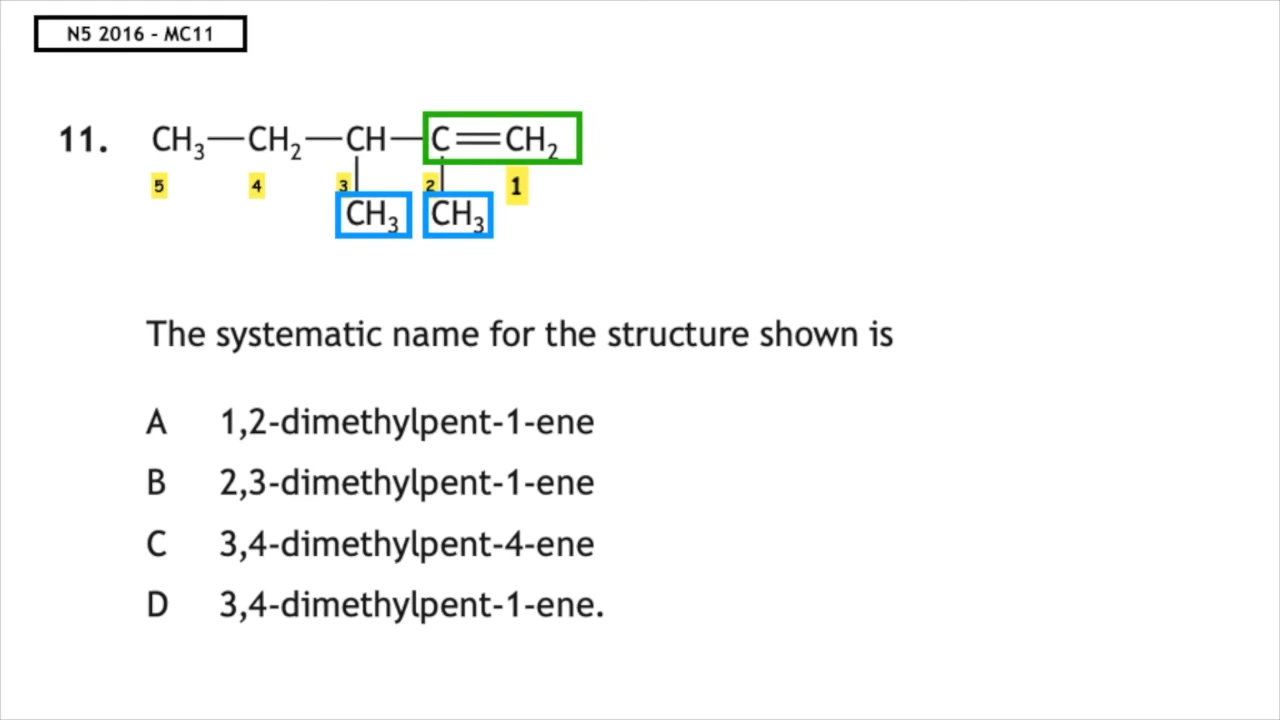 N5 2016 - MC11
11. CH3—CH2—CH—C=CH2
5 4 3 2 1
CH3 CH3
The systematic name for the structure shown is
A 1,2-dimethylpent-1-ene
B 2,3-dimethylpent-1-ene
C 3,4-dimethylpent-4-ene
D 3,4-dimethylpent-1-ene.